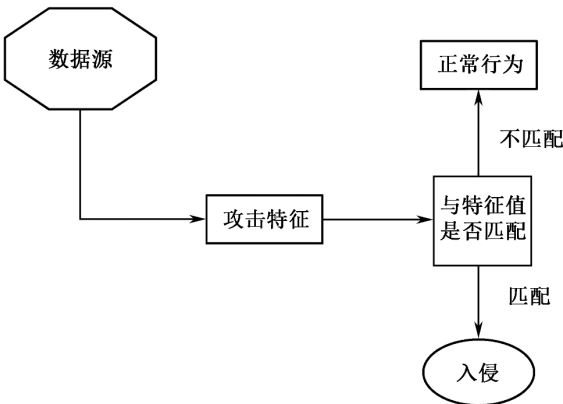 数据源
正常行为
不匹配
攻击特征
与特征值
是否匹配
匹配
入侵